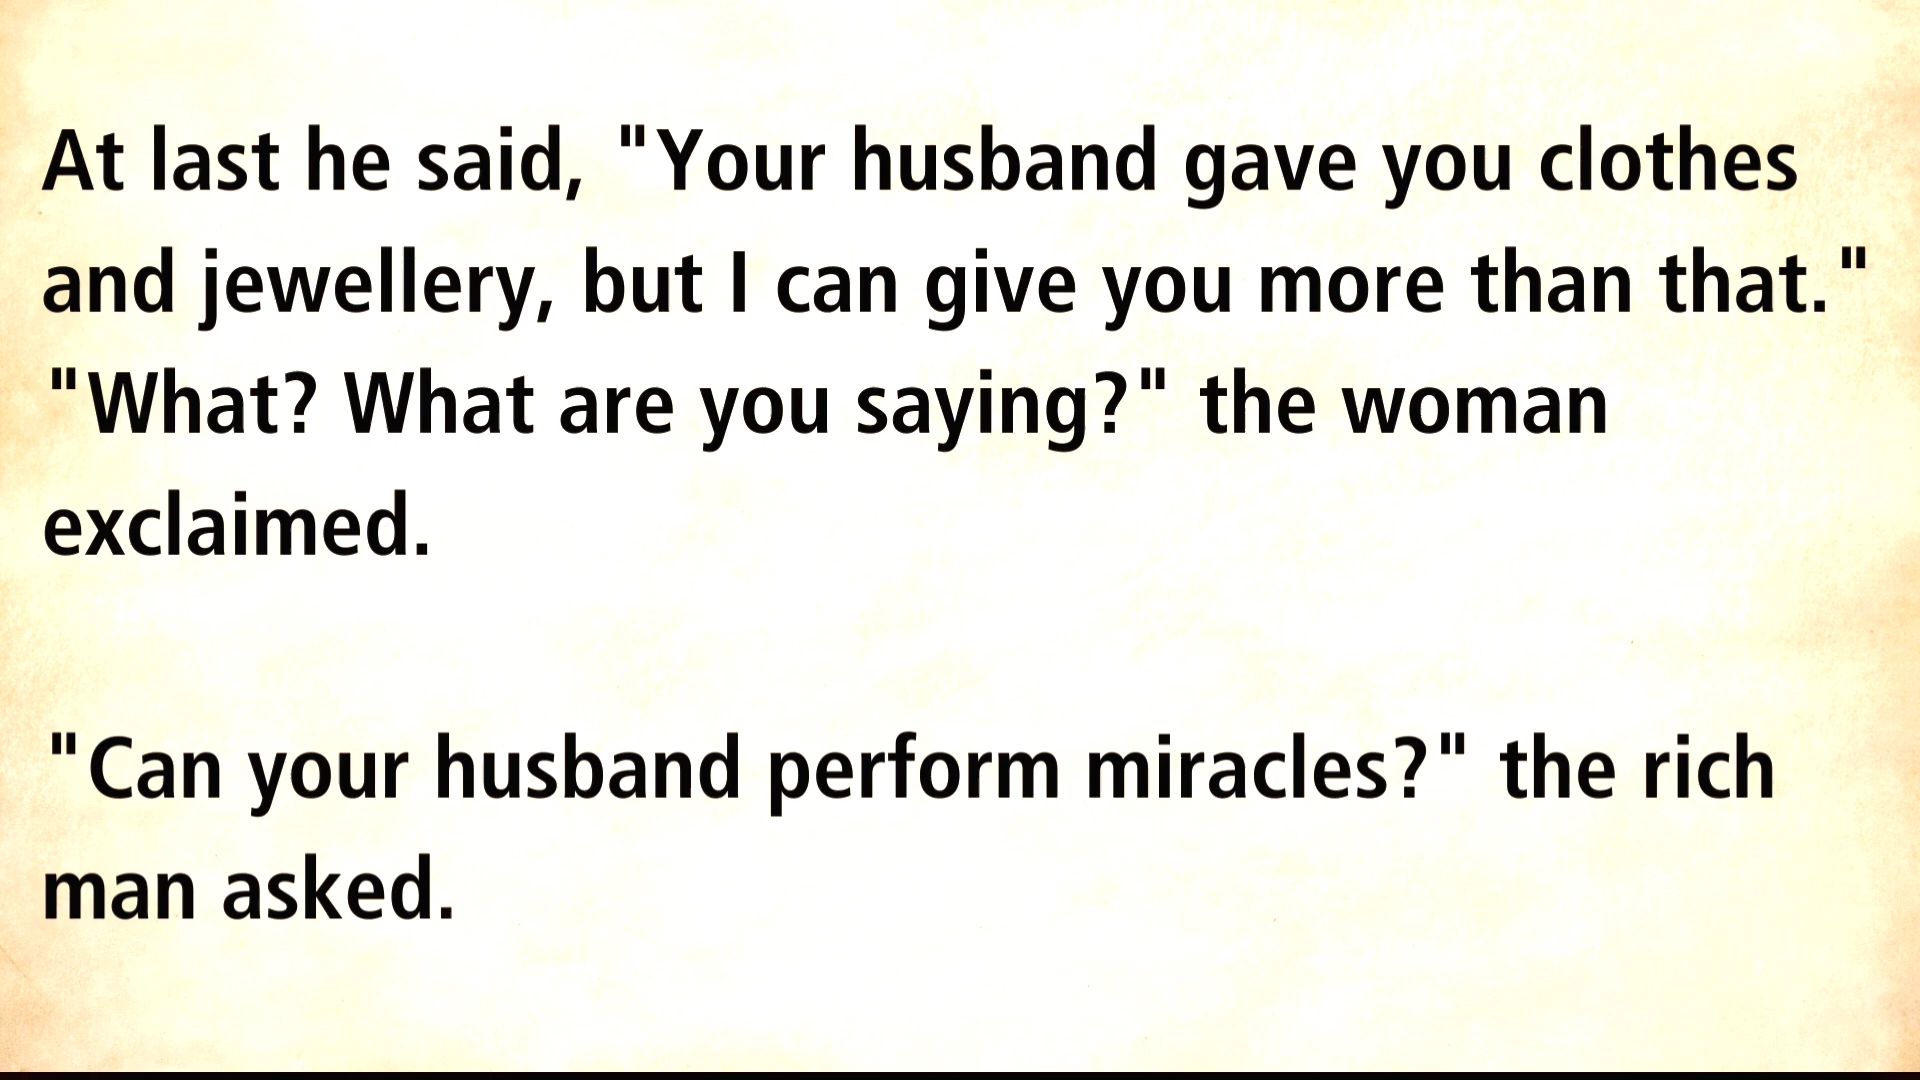 At last he said, "Your husband gave you clothes
and jewellery, but I can give you more than that."
"What? What are you saying?" the woman
exclaimed.
"Can your husband perform miracles?" the rich
man asked.